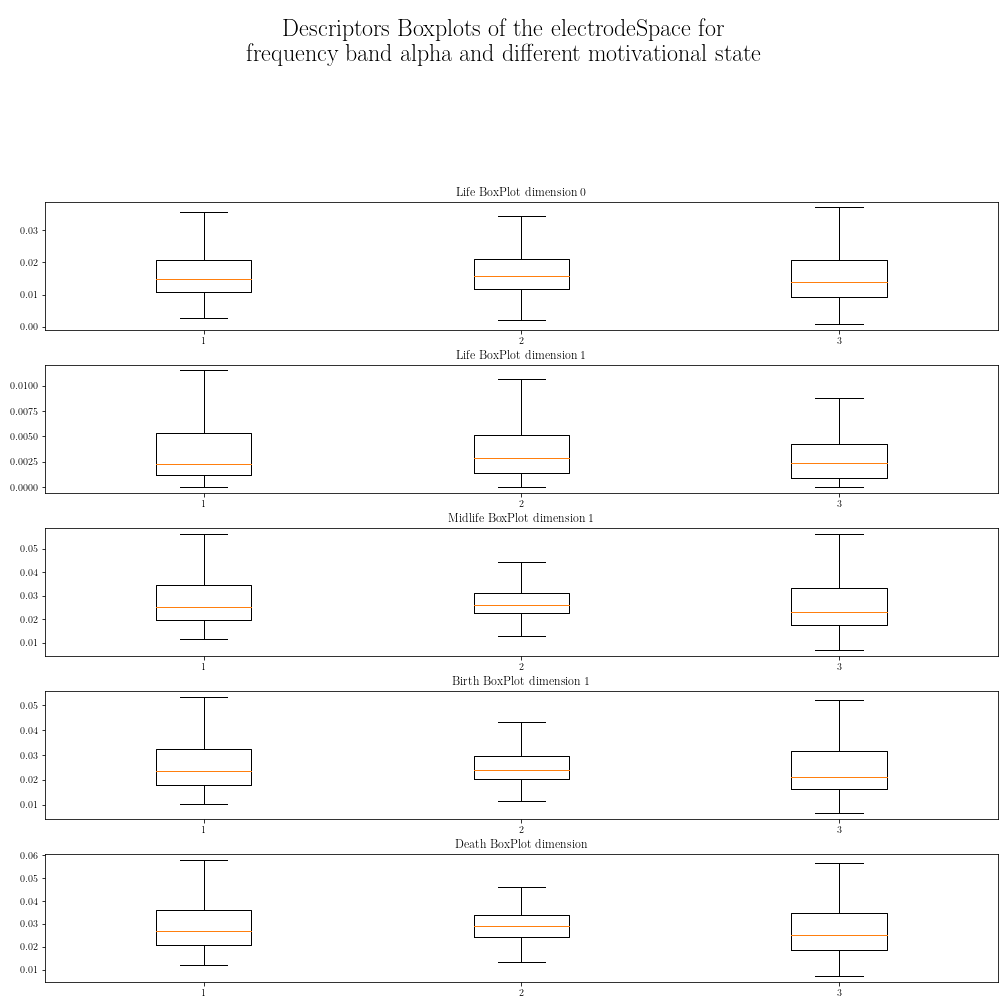 Descriptors Boxplots of the electrodeSpace for
frequency band alpha and different motivational state
Life BoxPlot dimension 0
0.03
0.02
0.01
0.00
1 2 3
Life BoxPlot dimension 1
0.0100
0.0075
0.0050
0.0025
0.0000
1 2 3
Midlife BoxPlot dimension 1
0.05
0.04
0.03
0.02
0.01
1 2 3
Birth BoxPlot dimension 1
0.05
0.04
0.03
0.02
0.01
1 2 3
Death BoxPlot dimension
0.06
0.05
0.04
0.03
0.02
0.01
1 2 3